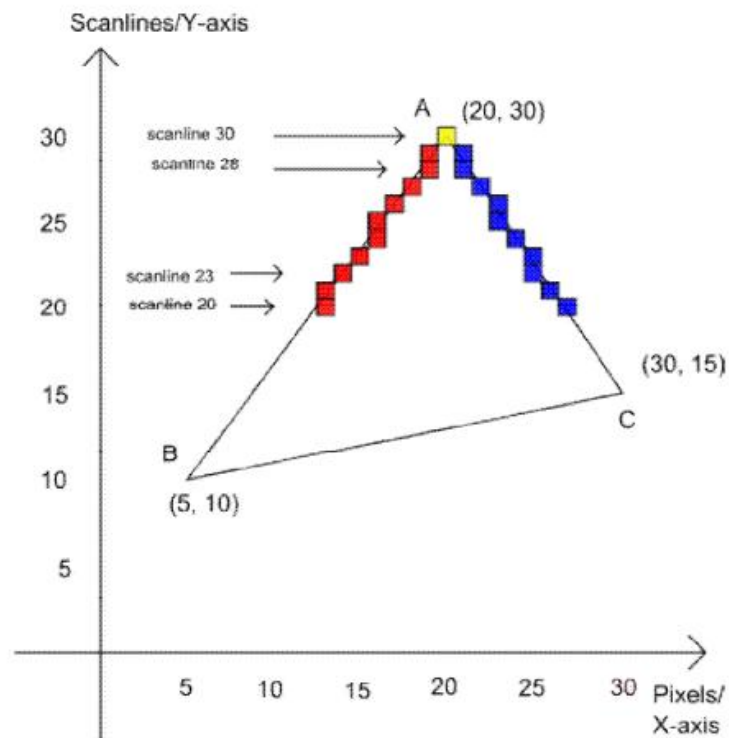 Scanlines/Y-axis
A (20, 30)
30
scanline 30
scanline 28
25
scanline 23
scanline 20
20
(30, 15)
15
C
B
10
(5, 10)
5
5 10 15 20 25 30 Pixels/
X-axis